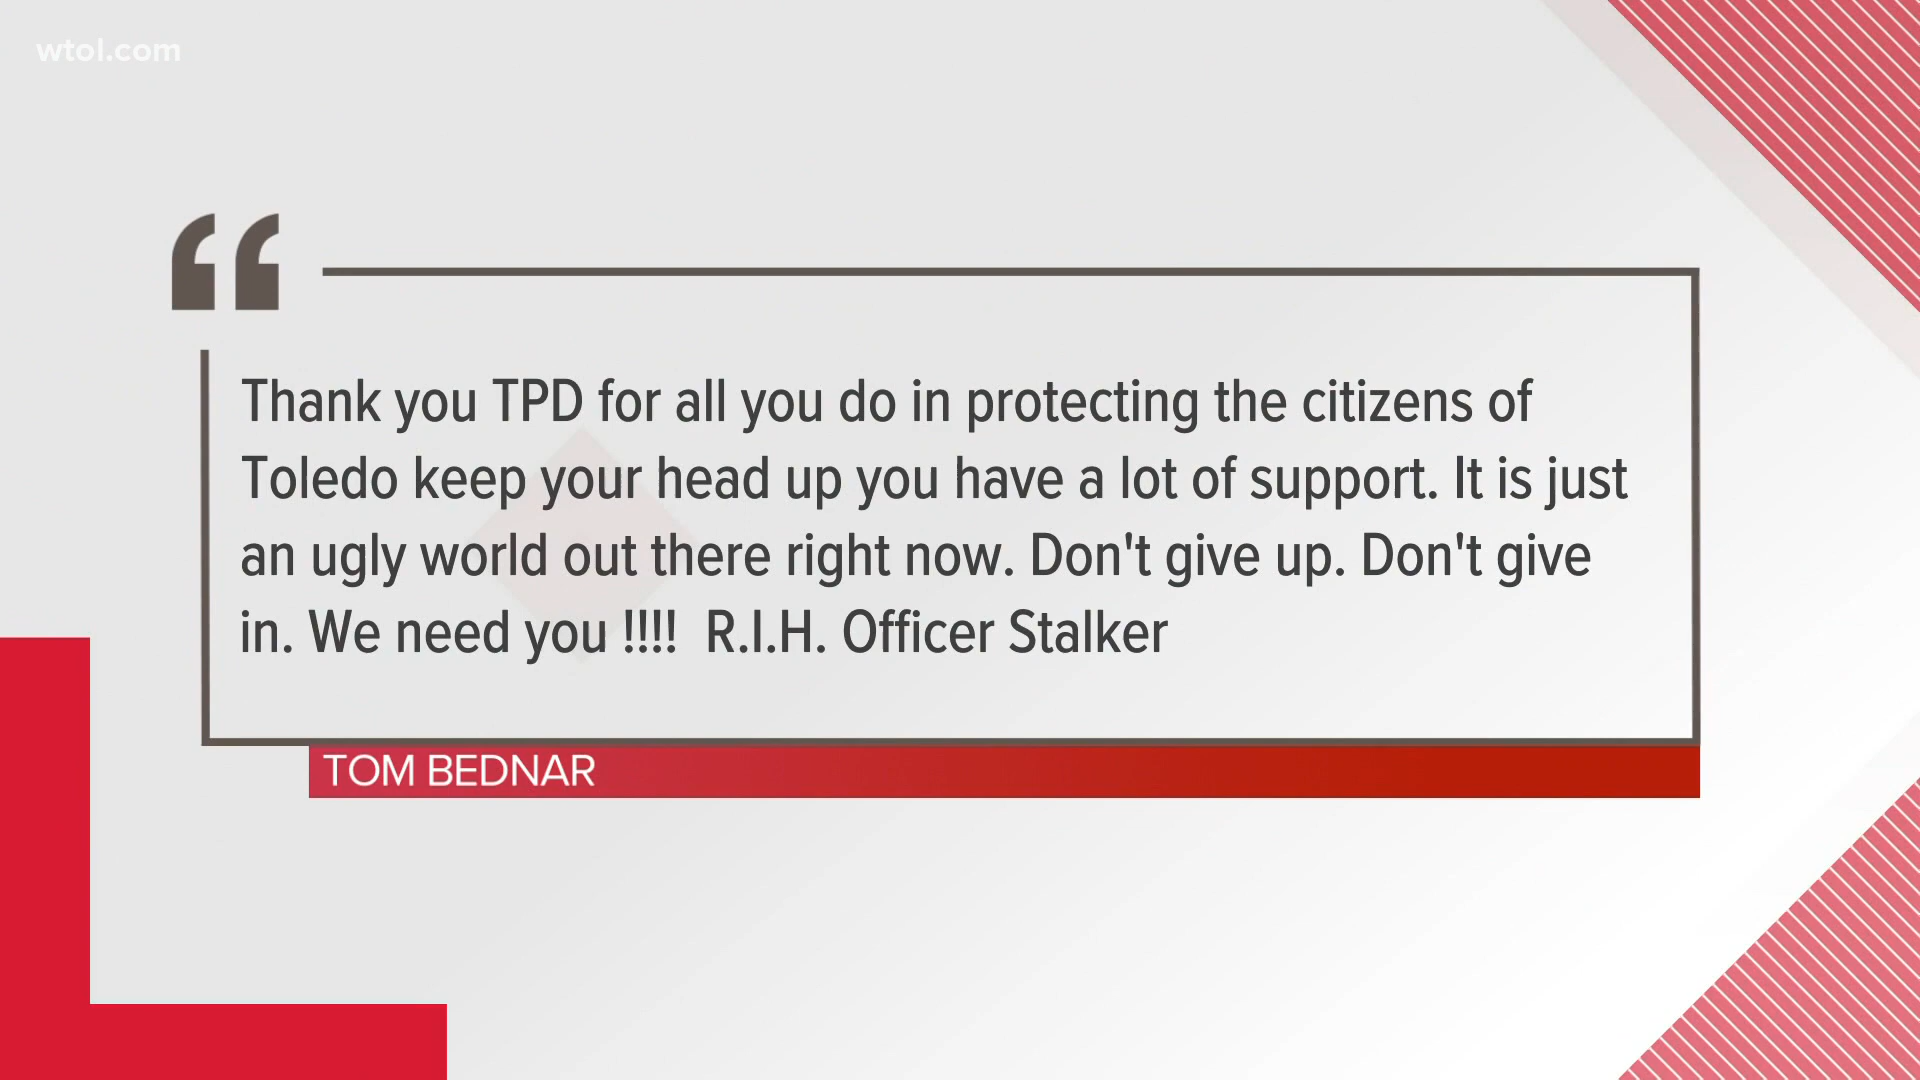 wtol.com
“
Thank you TPD for all you do in protecting the citizens of
Toledo keep your head up you have a lot of support. It is just
an ugly world out there right now. Don't give up. Don't give
in. We need you !!!!  R.I.H. Officer Stalker
TOM BEDNAR